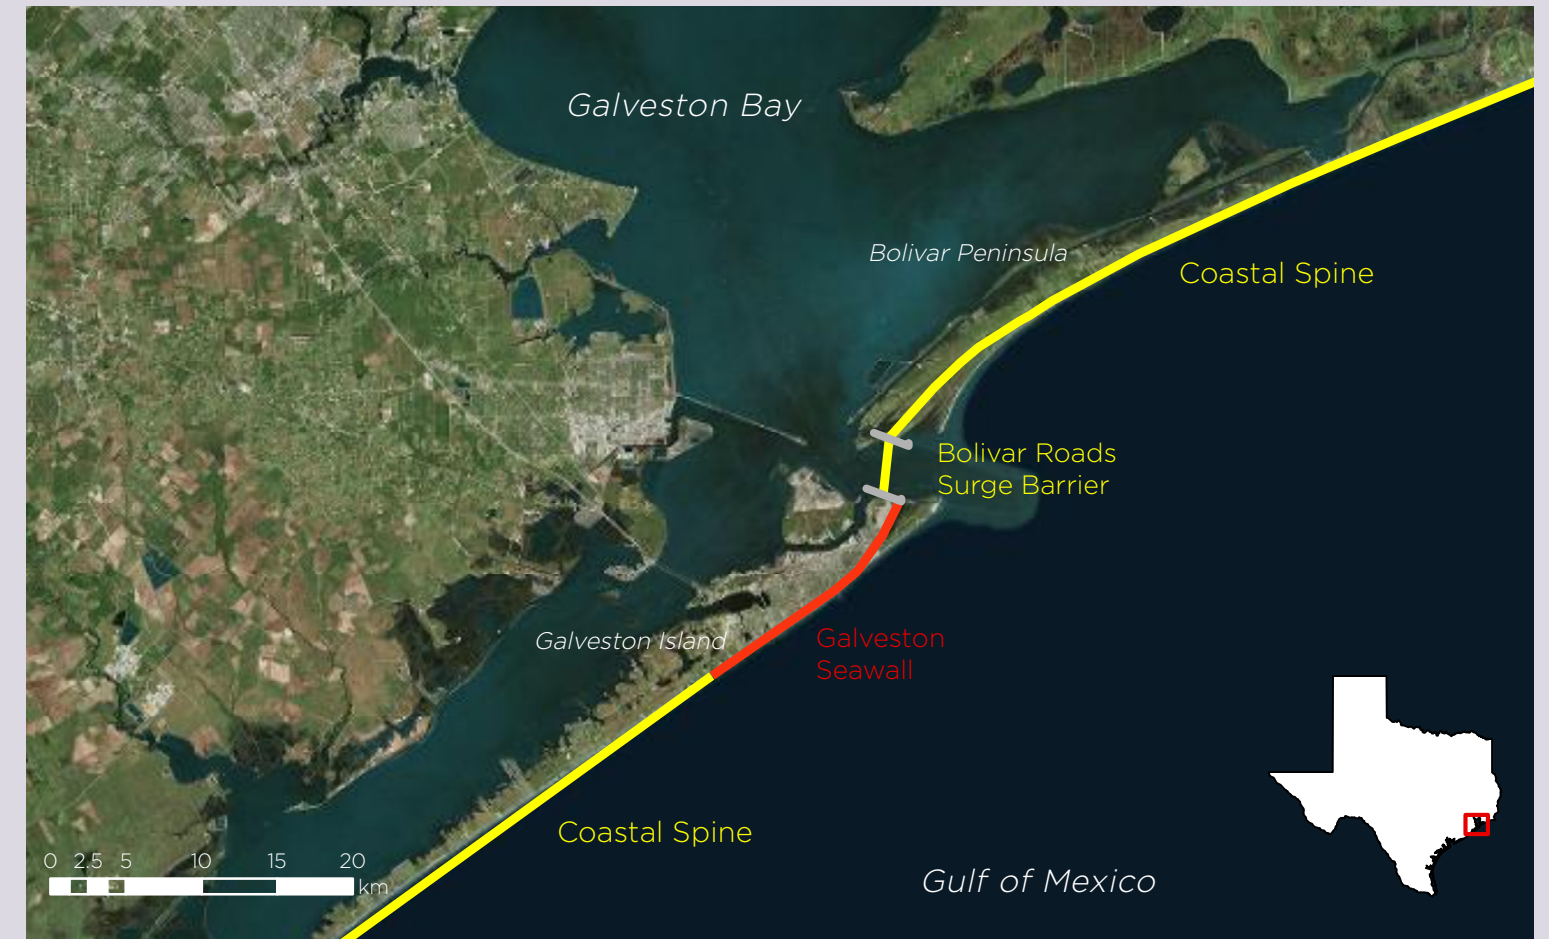 Galveston Bay
Bolivar Peninsula
Coastal Spine
Bolivar Roads
Surge Barrier
Galveston Island
Galveston
Seawall
Coastal Spine
0 2.5 5 10 15 20
km
Gulf of Mexico